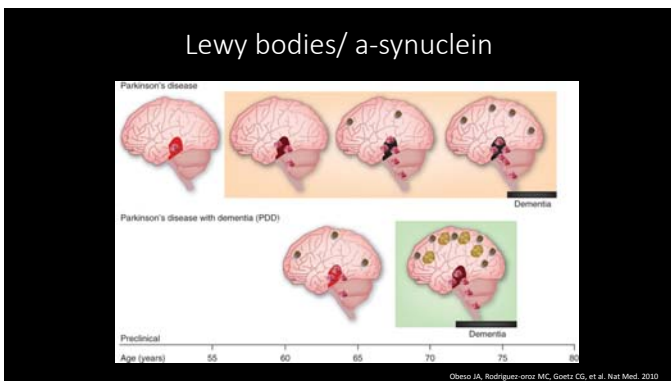 Lewy bodies/ a-synuclein
Parkinson's disease
Dementia
Parkinson's disease with dementia (PDD)
Dementia
Preclinical
Age (years) 55 60 65 70 75 80
Obeso JA, Rodriguez-oroz MC, Goetz CG, et al. Nat Med. 2010